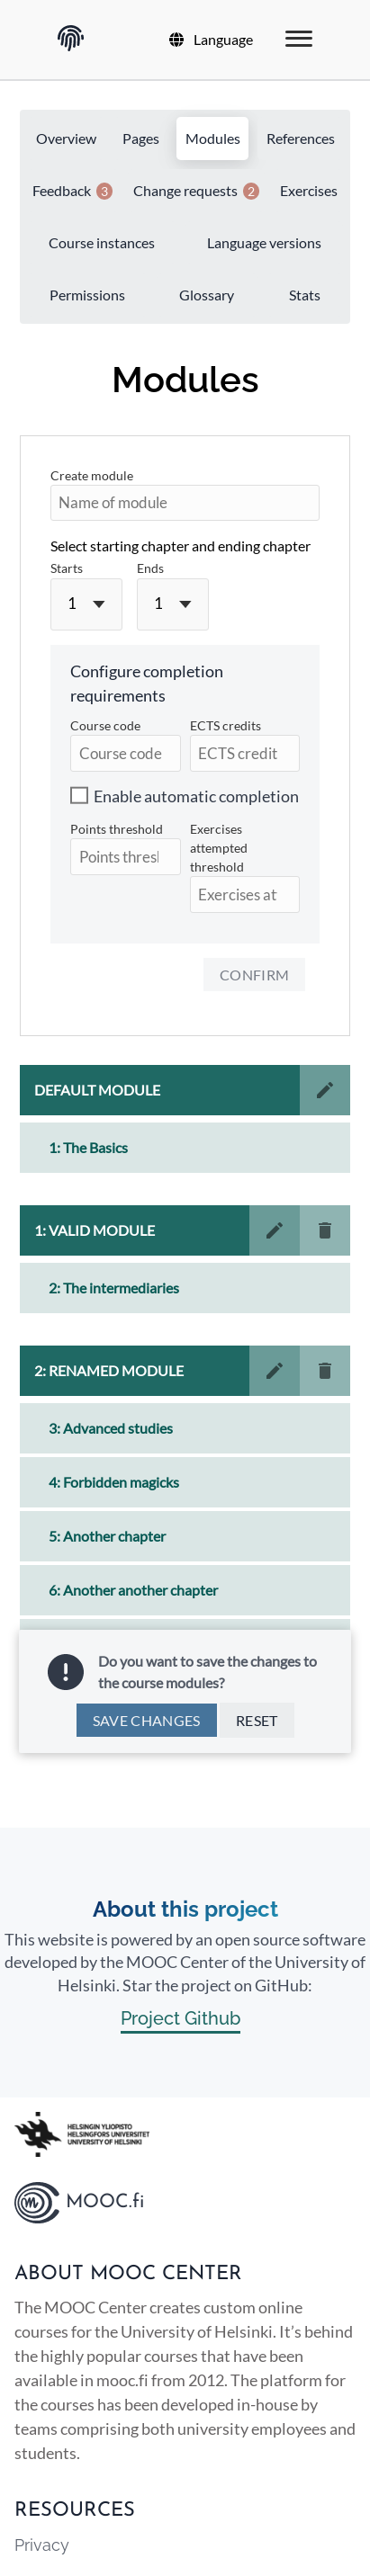 Language
Overview Pages Modules References
Feedback 3 Change requests 2 Exercises
Course instances Language versions
Permissions Glossary Stats
Modules
Create module
Name of module
Select starting chapter and ending chapter
Starts Ends
1 1
Configure completion
requirements
Course code ECTS credits
Course code ECTS credit
Enable automatic completion
Points threshold Exercises
attempted
threshold
Points thres
Exercises at
CONFIRM
DEFAULT MODULE
1: The Basics
1: VALID MODULE
2: The intermediaries
2: RENAMED MODULE
3: Advanced studies
4: Forbidden magicks
5: Another chapter
6: Another another chapter
Do you want to save the changes to
the course modules?
SAVE CHANGES RESET
About this project
This website is powered by an open source software
developed by the MOOC Center of the University of
Helsinki. Star the project on GitHub:
Project Github
HELSINGIN YLIOPISTO
HELSINGFORS UNIVERSITET
UNIVERSITY OF HELSINKI
MOOC.fi
ABOUT MOOC CENTER
The MOOC Center creates custom online
courses for the University of Helsinki. It’s behind
the highly popular courses that have been
available in mooc.fi from 2012. The platform for
the courses has been developed in-house by
teams comprising both university employees and
students.
RESOURCES
Privacy